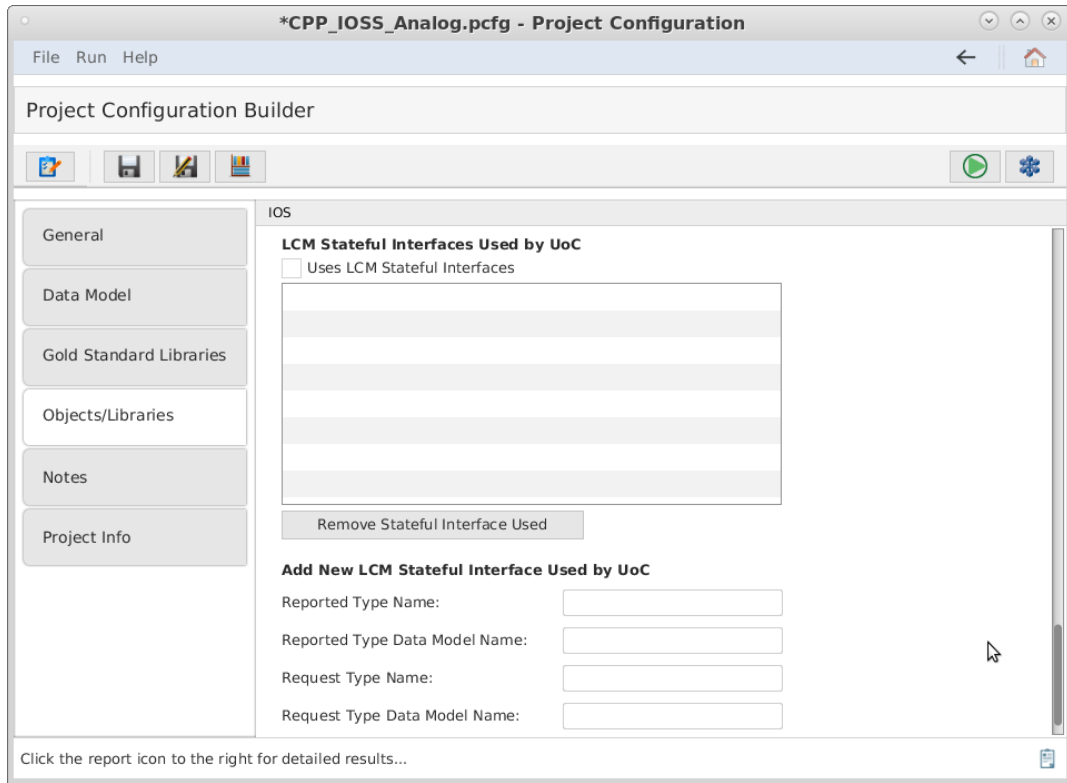 *CPP_IOSS_Analog.pcfg - Project Configuration
File Run Help
Project Configuration Builder
General
Data Model
Gold Standard Libraries
Objects/Libraries
Notes
Project Info
IOS
LCM Stateful Interfaces Used by UoC
Uses LCM Stateful Interfaces
Remove Stateful Interface Used
Add New LCM Stateful Interface Used by UoC
Reported Type Name:
Reported Type Data Model Name:
Request Type Name:
Request Type Data Model Name:
Click the report icon to the right for detailed results...